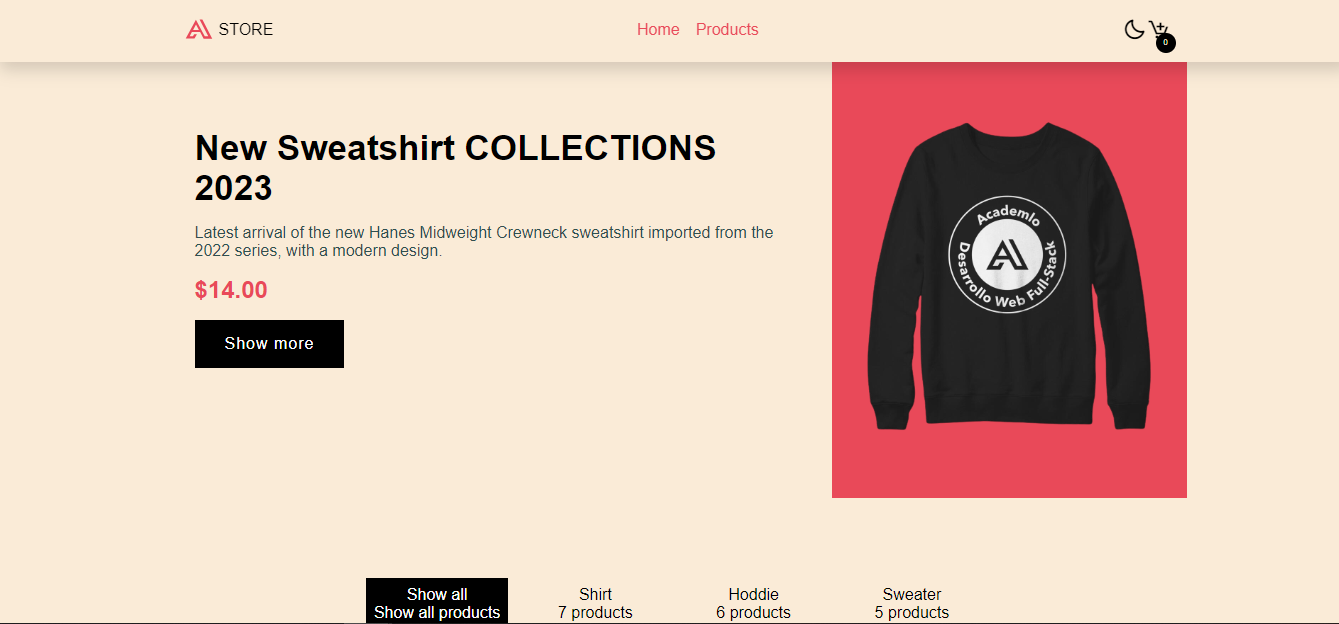 STORE
Home Products
0
New Sweatshirt COLLECTIONS
2023
Latest arrival of the new Hanes Midweight Crewneck sweatshirt imported from the
2022 series, with a modern design.
$14.00
Show more
Academlo
Desarrollo Web Full-Stack
Show all
Show all products
Shirt
7 products
Hoddie
6 products
Sweater
5 products